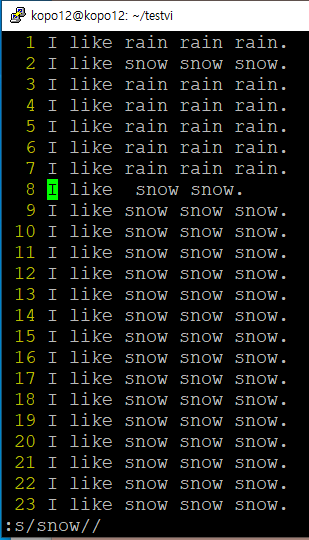 kopo12@kopo12: ~/testvi
1 I like rain rain rain.
2 I like snow snow snow.
3 I like rain rain rain.
4 I like rain rain rain.
5 I like rain rain rain.
6 I like rain rain rain.
7 I like rain rain rain.
8 I like  snow snow.
9 I like snow snow snow.
10 I like snow snow snow.
11 I like snow snow snow.
12 I like snow snow snow.
13 I like snow snow snow.
14 I like snow snow snow.
15 I like snow snow snow.
16 I like snow snow snow.
17 I like snow snow snow.
18 I like snow snow snow.
19 I like snow snow snow.
20 I like snow snow snow.
21 I like snow snow snow.
22 I like snow snow snow.
23 I like snow snow snow.
:s/snow//